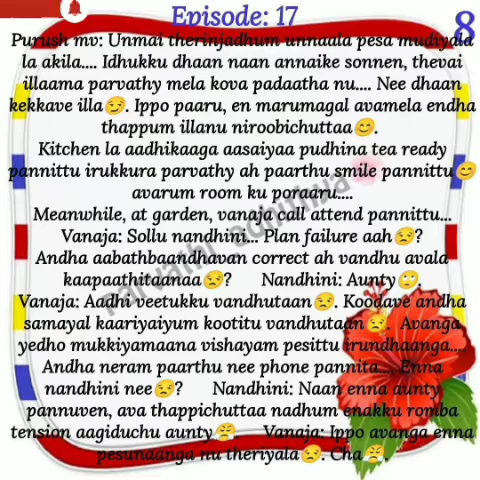 Episode: 17
8
Purush mv: Unmai therinjadhum unnaala pesa mudiyala
la akila.... Idhukku dhaan naan annaike sonnen, thevai
illaama parvathy mela kova padaatha nu.... Nee dhaan
kekkave illa😏. Ippo paaru, en marumagal avamela endha
thappum illanu niroobichuttaa😊.
Kitchen la aadhikaaga aasaiyaa pudhina tea ready
pannittu irukkura parvathy ah paarthu smile pannittu😊
avarum room ku poraaru....
Meanwhile, at garden, vanaja call attend pannittu...
Vanaja: Sollu nandhini... Plan failure aah😒?
Andha aabathbaandhavan correct ah vandhu avala
kaapaathitaanaa😒? Nandhini: Aunty🙄.
Vanaja: Aadhi veetukku vandhutaan😒. Koodave andha
samayal kaariyaiyum kootitu vandhutaan😒. Avanga
yedho mukkiyamaana vishayam pesittu irundhaanga....
Andha neram paarthu nee phone pannita... Enna
nandhini nee😒? Nandhini: Naan enna aunty
pannuven, ava thappichuttaa nadhum enakku romba
tension aagiduchu aunty😤. Vanaja: Ippo avanga enna
pesunaanga nu theriyala😒. Cha😤.